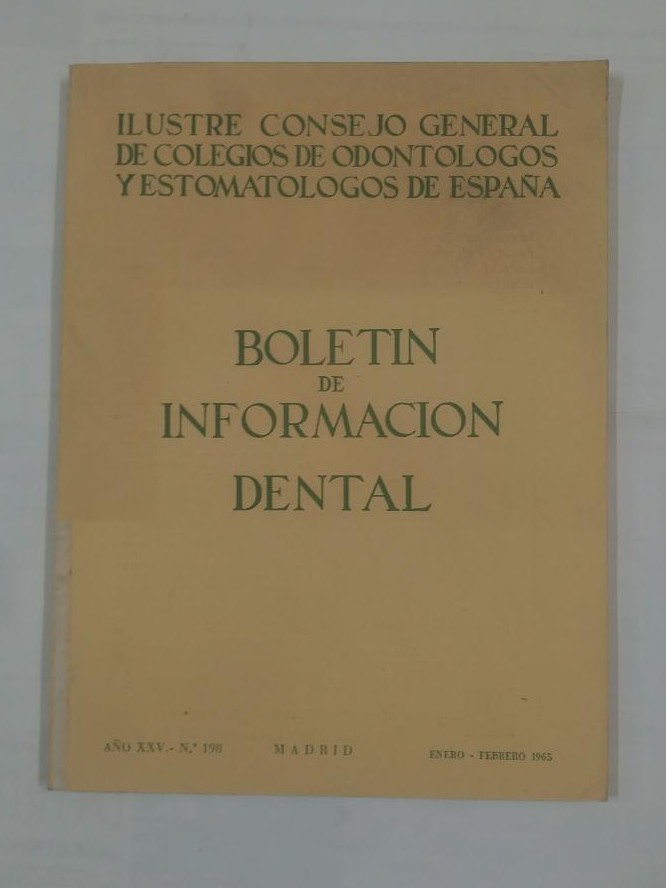 ILUSTRE CONSEJO GENERAL
DE COLEGIOS DE ODONTOLOGOS
Y ESTOMATOLOGOS DE ESPAÑA
BOLETIN
DE
INFORMACION
DENTAL
AÑO XXV.- N.º 198 MADRID ENERO - FEBRERO 1965